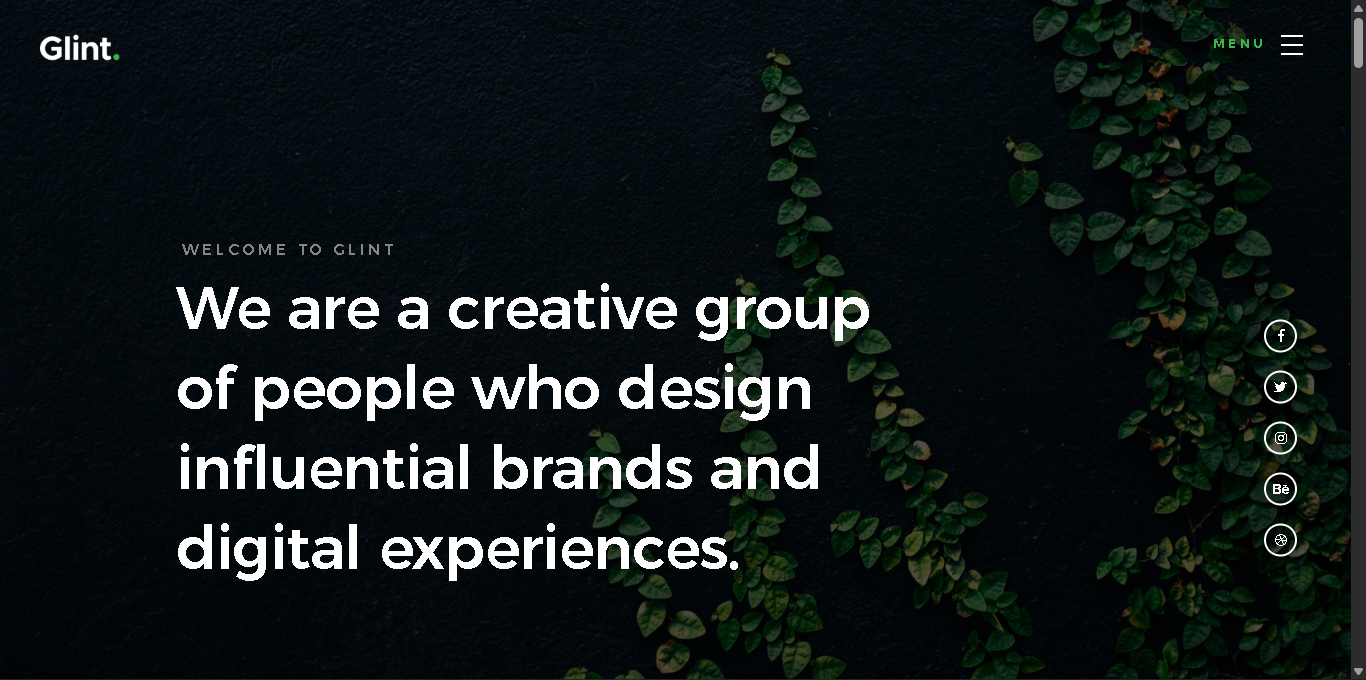 Glint.
MENU
WELCOME TO GLINT
We are a creative group
of people who design
influential brands and
digital experiences.
Bē